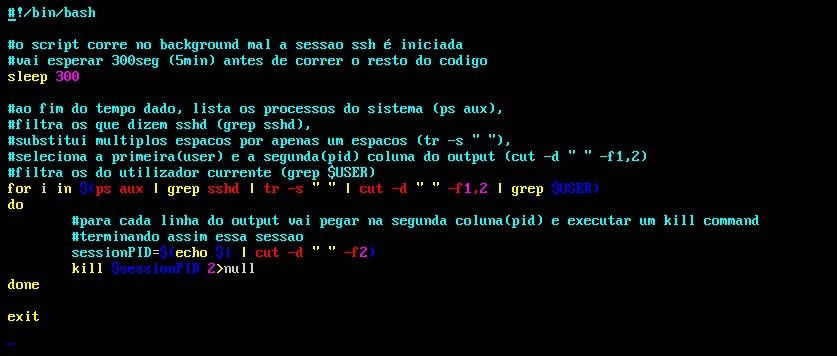 #!/bin/bash
#o script corre no background mal a sessao ssh é iniciada
#vai esperar 300seg (5min) antes de correr o resto do codigo
sleep 300
#ao fim do tempo dado, lista os processos do sistema (ps aux),
#filtra os que dizem sshd (grep sshd),
#substitui multiplos espacos por apenas um espacos (tr -s " "),
#seleciona a primeira(user) e a segunda(pid) coluna do output (cut -d " " -f1,2)
#filtra os do utilizador currente (grep $USER)
for i in $(ps aux | grep sshd | tr -s " " | cut -d " " -f1,2 | grep $USER)
do
#para cada linha do output vai pegar na segunda coluna(pid) e executar um kill command
#terminando assim essa sessao
sessionPID=$(echo $i | cut -d " " -f2)
kill $sessionPID 2>null
done
exit
~